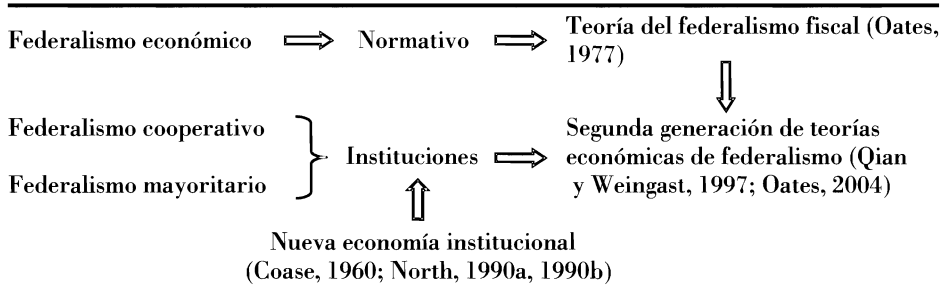 Federalismo económico
Normativo
Teoría del federalismo fiscal (Oates,
1977)
Federalismo cooperativo
Federalismo mayoritario
Instituciones
Segunda generación de teorías
económicas de federalismo (Qian
y Weingast, 1997; Oates, 2004)
Nueva economía institucional
(Coase, 1960; North, 1990a, 1990b)